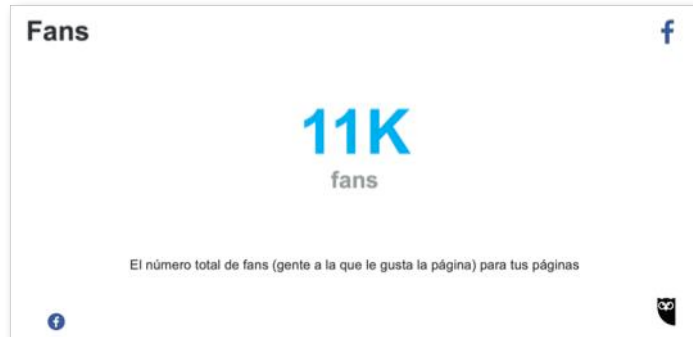 Fans
11K
fans
El número total de fans (gente a la que le gusta la página) para tus páginas